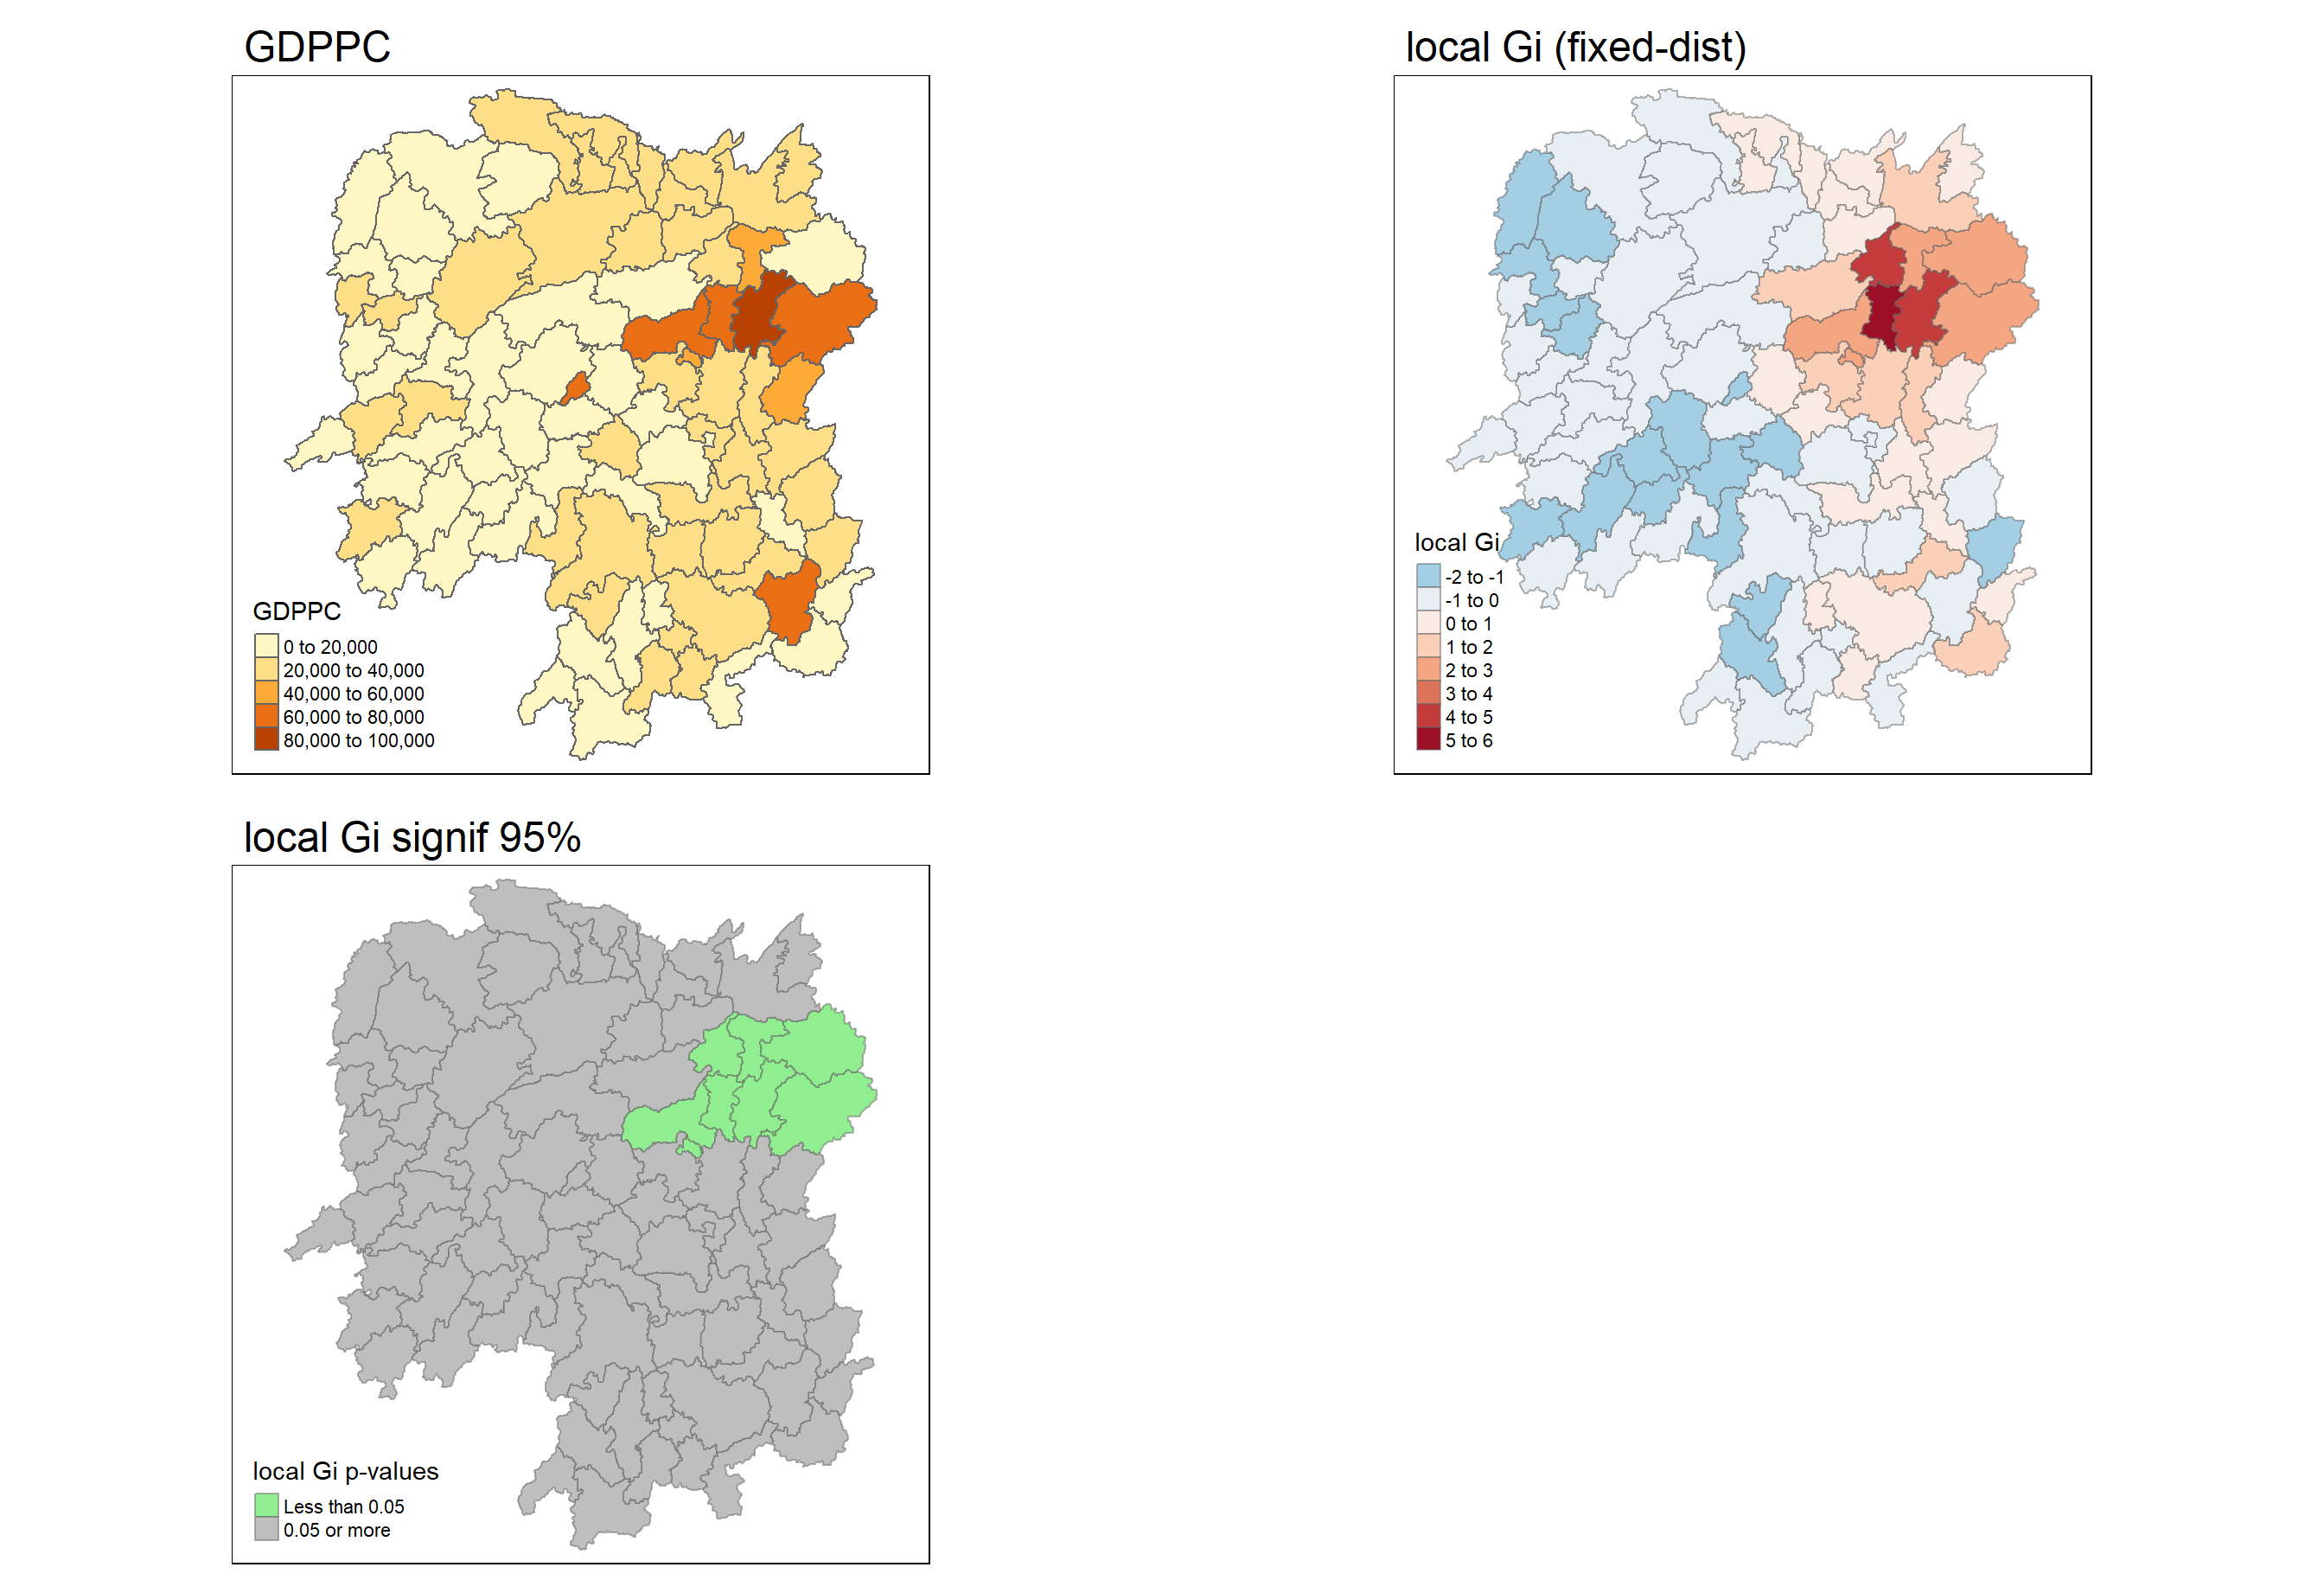 GDPPC
GDPPC
0 to 20,000
20,000 to 40,000
40,000 to 60,000
60,000 to 80,000
80,000 to 100,000
local Gi (fixed-dist)
local Gi
-2 to -1
-1 to 0
0 to 1
1 to 2
2 to 3
3 to 4
4 to 5
5 to 6
local Gi signif 95%
local Gi p-values
Less than 0.05
0.05 or more